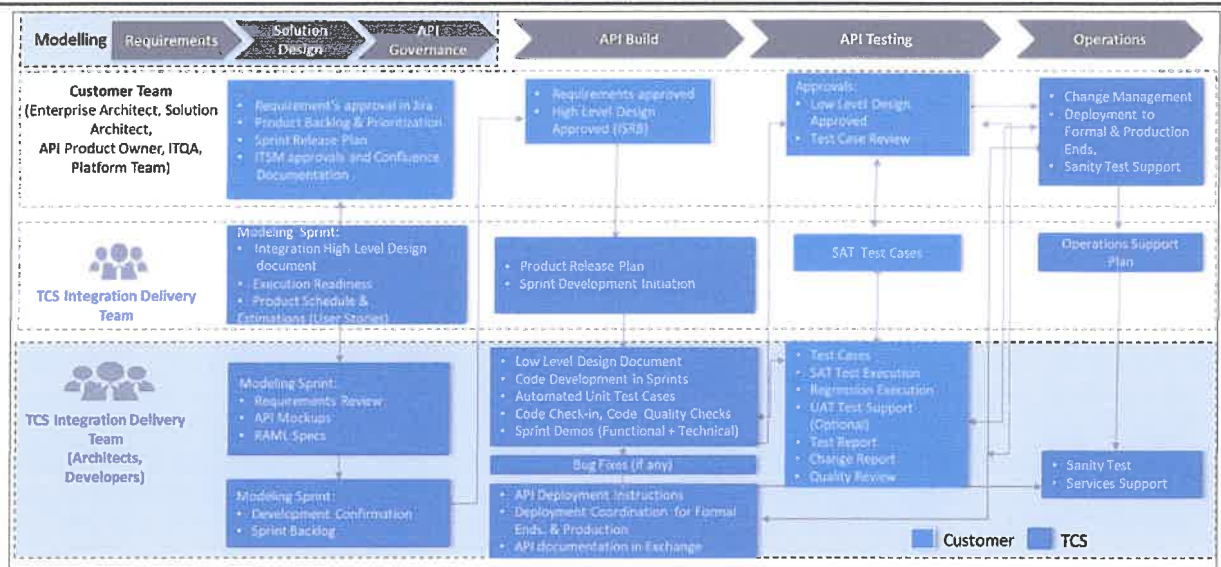 Modelling
Requirements
Solution
Design
API
Governance
API Build
API Testing
Operations
Customer Team
(Enterprise Architect, Solution
Architect,
API Product Owner, ITQA,
Platform Team)
• Requirement's approval in Jira
• Product Backlog & Prioritization
• Sprint Release Plan
• ITSM approvals and Confluence
Documentation
• Requirements approved
• High Level Design
Approved (ISRB)
Approvals:
• Low Level Design
Approved
• Test Case Review
• Change Management
• Deployment to
Formal & Production
Ends.
• Sanity Test Support
TCS Integration Delivery
Team
Modeling Sprint:
• Integration High Level Design
document
• Execution Readiness
• Product Schedule &
Estimations (User Stories)
• Product Release Plan
• Sprint Development Initiation
SAT Test Cases
Operations Support
Plan
TCS Integration Delivery
Team
(Architects,
Developers)
Modeling Sprint:
• Requirements Review
• API Mockups
• RAML Specs
Modeling Sprint:
• Development Confirmation
• Sprint Backlog
• Low Level Design Document
• Code Development in Sprints
• Automated Unit Test Cases
• Code Check-in, Code Quality Checks
• Sprint Demos (Functional + Technical)
Bug Fixes (if any)
• API Deployment Instructions
• Deployment Coordination for Formal
Ends. & Production
• API documentation in Exchange
• Test Cases
• SAT Test Execution
• Regression Execution
• UAT Test Support
(Optional)
• Test Report
• Change Report
• Quality Review
• Sanity Test
• Services Support
Customer
TCS